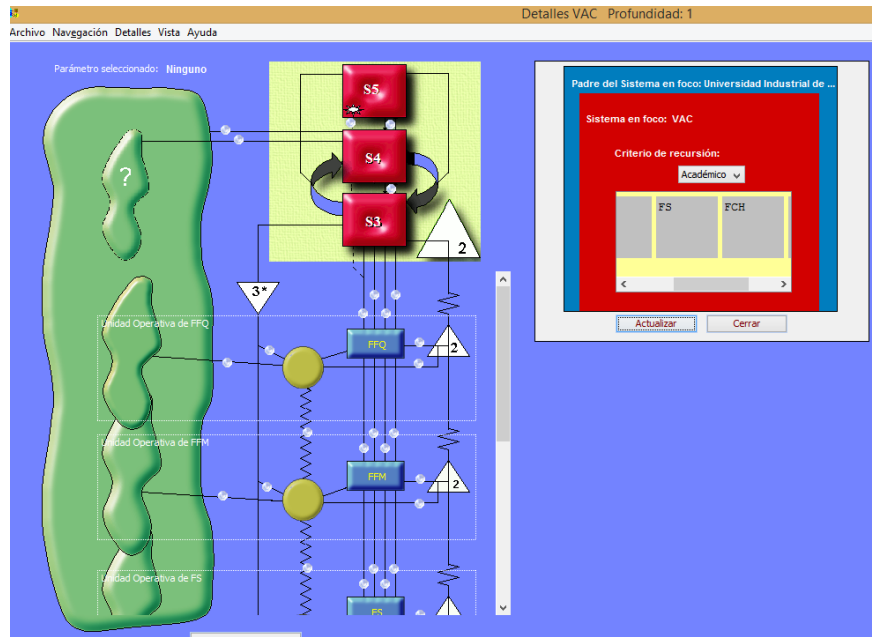 Detalles VAC Profundidad: 1
Archivo Navegación Detalles Vista Ayuda
Parámetro seleccionado: Ninguno
S5
S4
S3
?
2
3*
Unidad Operativa de FFQ
FFQ
2
Unidad Operativa de FFM
FFM
2
Unidad Operativa de FS
FS
Padre del Sistema en foco: Universidad Industrial de ...
Sistema en foco: VAC
Criterio de recursión:
Académico
FS FCH
Actualizar Cerrar